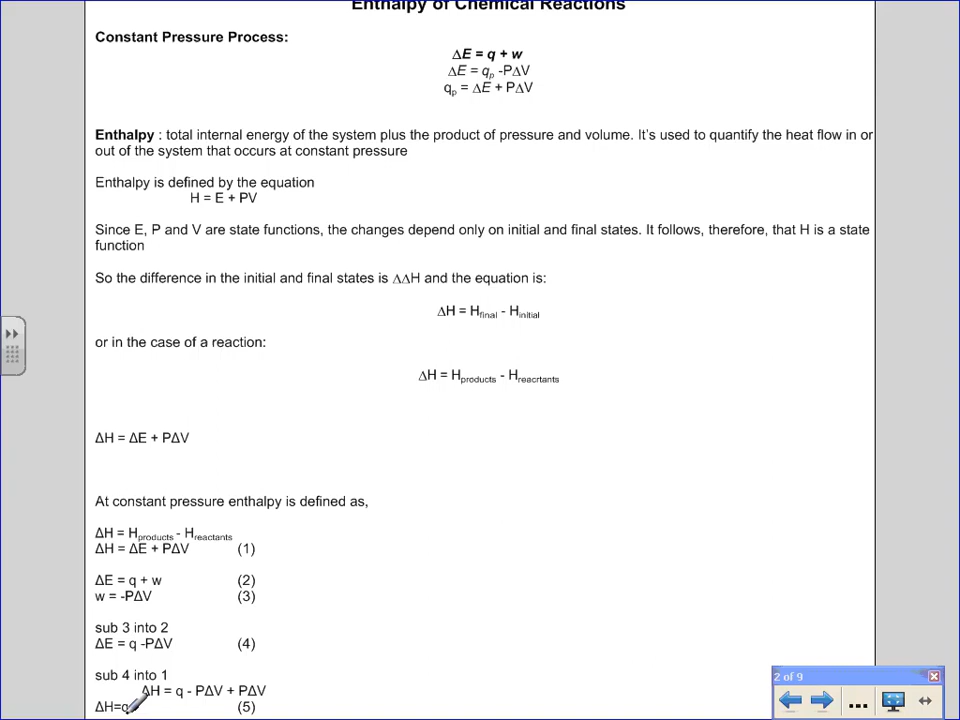 Enthalpy of Chemical Reactions
Constant Pressure Process:
∆E = q + w
∆E = qp -P∆V
qp = ∆E + P∆V
Enthalpy : total internal energy of the system plus the product of pressure and volume. It's used to quantify the heat flow in or
out of the system that occurs at constant pressure
Enthalpy is defined by the equation
H = E + PV
Since E, P and V are state functions, the changes depend only on initial and final states. It follows, therefore, that H is a state
function
So the difference in the initial and final states is ∆∆H and the equation is:
∆H = Hfinal - Hinitial
or in the case of a reaction:
∆H = Hproducts - Hreacrtants
ΔH = ΔE + PΔV
At constant pressure enthalpy is defined as,
ΔH = Hproducts - Hreactants
ΔH = ΔE + PΔV (1)
ΔE = q + w (2)
w = -PΔV (3)
sub 3 into 2
ΔE = q -PΔV (4)
sub 4 into 1
ΔH = q - PΔV + PΔV
ΔH=q (5)
2 of 9